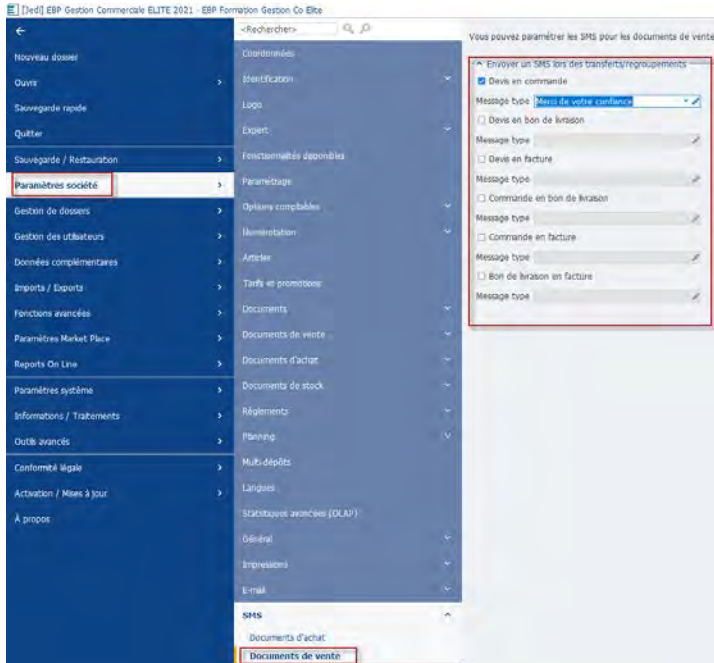 [Jedi] EBP Gestion Commerciale ELITE 2021 - EBP Formation Gestion Co Elite
Nouveau dossier
Ouvrir
Sauvegarde rapide
Quitter
Sauvegarde / Restauration
Paramètres société
Gestion de dossiers
Gestion des utilisateurs
Données complémentaires
Imports / Exports
Fonctions avancées
Paramètres Market Place
Reports On Line
Paramètres système
Informations / Traitements
Outils avancés
Conformité légale
Activation / Mises à jour
À propos
<Rechercher>
Coordonnées
Identification
Logo
Expert
Fonctionnalités disponibles
Paramétrage
Options comptables
Numérotation
Articles
Tarifs et promotions
Documents
Documents de vente
Documents d'achat
Documents de stock
Règlements
Planning
Multi-dépôts
Langues
Statistiques avancées (OLAP)
Général
Impressions
E-mail
SMS
Documents d'achat
Documents de vente
Vous pouvez paramétrer les SMS pour les documents de vente
Envoyer un SMS lors des transferts/regroupements
Devis en commande
Message type Merci de votre confiance
Devis en bon de livraison
Message type
Devis en facture
Message type
Commande en bon de livraison
Message type
Commande en facture
Message type
Bon de livraison en facture
Message type